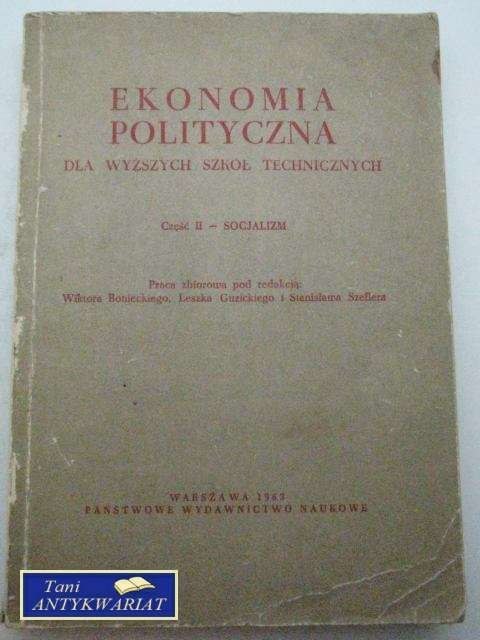 EKONOMIA
POLITYCZNA
DLA WYŻSZYCH SZKÓŁ TECHNICZNYCH
Część II — SOCJALIZM
Praca zbiorowa pod redakcją:
Wiktora Bonieckiego, Leszka Guzickiego i Stanisława Szeflera
WARSZAWA 1963
PAŃSTWOWE WYDAWNICTWO NAUKOWE
Tani
ANTYKWARIAT